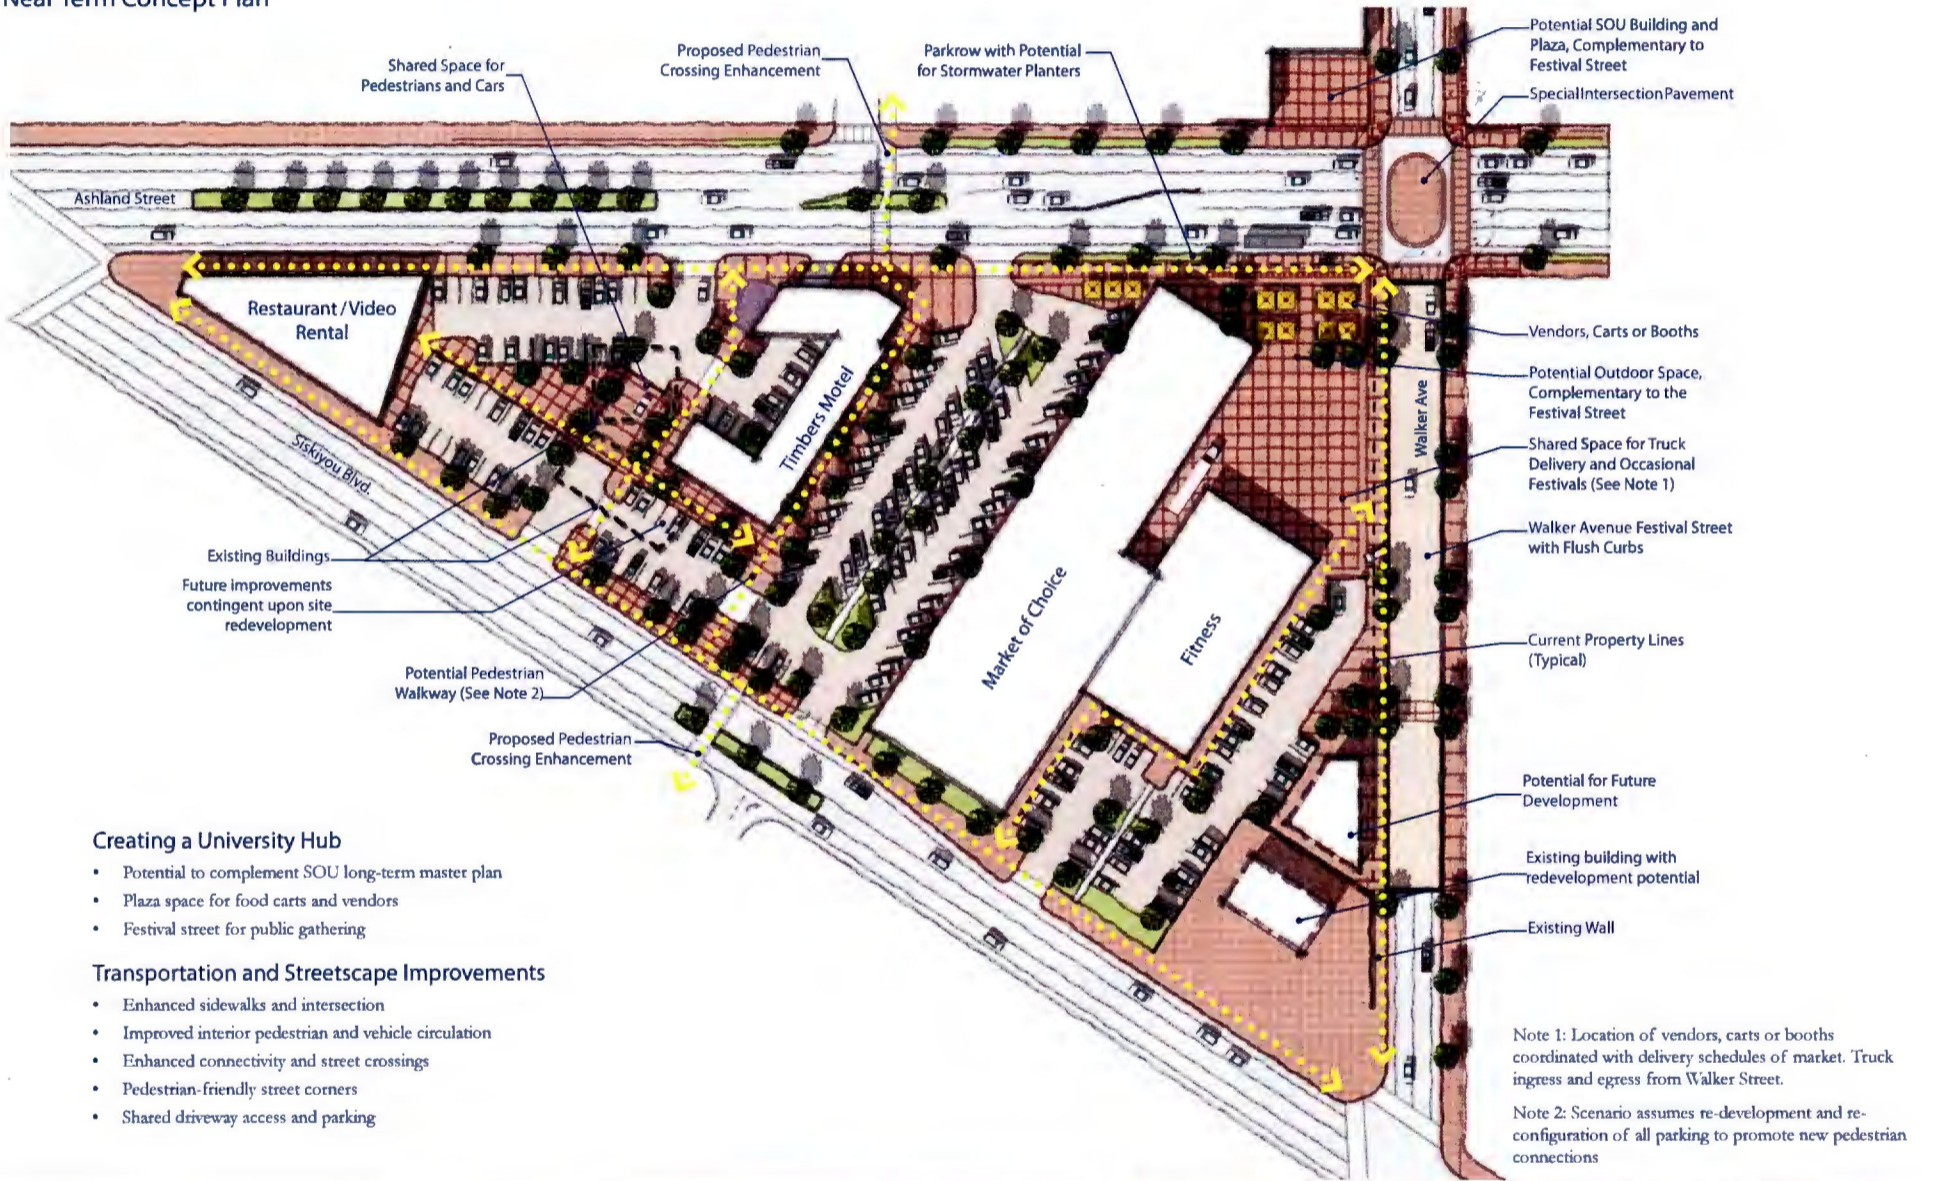 Near Term Concept Plan
Shared Space for
Pedestrians and Cars
Proposed Pedestrian
Crossing Enhancement
Parkrow with Potential
for Stormwater Planters
Potential SOU Building and
Plaza, Complementary to
Festival Street
Special Intersection Pavement
Ashland Street
Restaurant / Video
Rental
Timbers Motel
Siskiyou Blvd.
Market of Choice
Fitness
Walker Ave
Vendors, Carts or Booths
Potential Outdoor Space,
Complementary to the
Festival Street
Shared Space for Truck
Delivery and Occasional
Festivals (See Note 1)
Walker Avenue Festival Street
with Flush Curbs
Current Property Lines
(Typical)
Potential for Future
Development
Existing building with
redevelopment potential
Existing Wall
Existing Buildings
Future improvements
contingent upon site
redevelopment
Potential Pedestrian
Walkway (See Note 2)
Proposed Pedestrian
Crossing Enhancement
Creating a University Hub
• Potential to complement SOU long-term master plan
• Plaza space for food carts and vendors
• Festival street for public gathering
Transportation and Streetscape Improvements
• Enhanced sidewalks and intersection
• Improved interior pedestrian and vehicle circulation
• Enhanced connectivity and street crossings
• Pedestrian-friendly street corners
• Shared driveway access and parking
Note 1: Location of vendors, carts or booths
coordinated with delivery schedules of market. Truck
ingress and egress from Walker Street.
Note 2: Scenario assumes re-development and re-
configuration of all parking to promote new pedestrian
connections